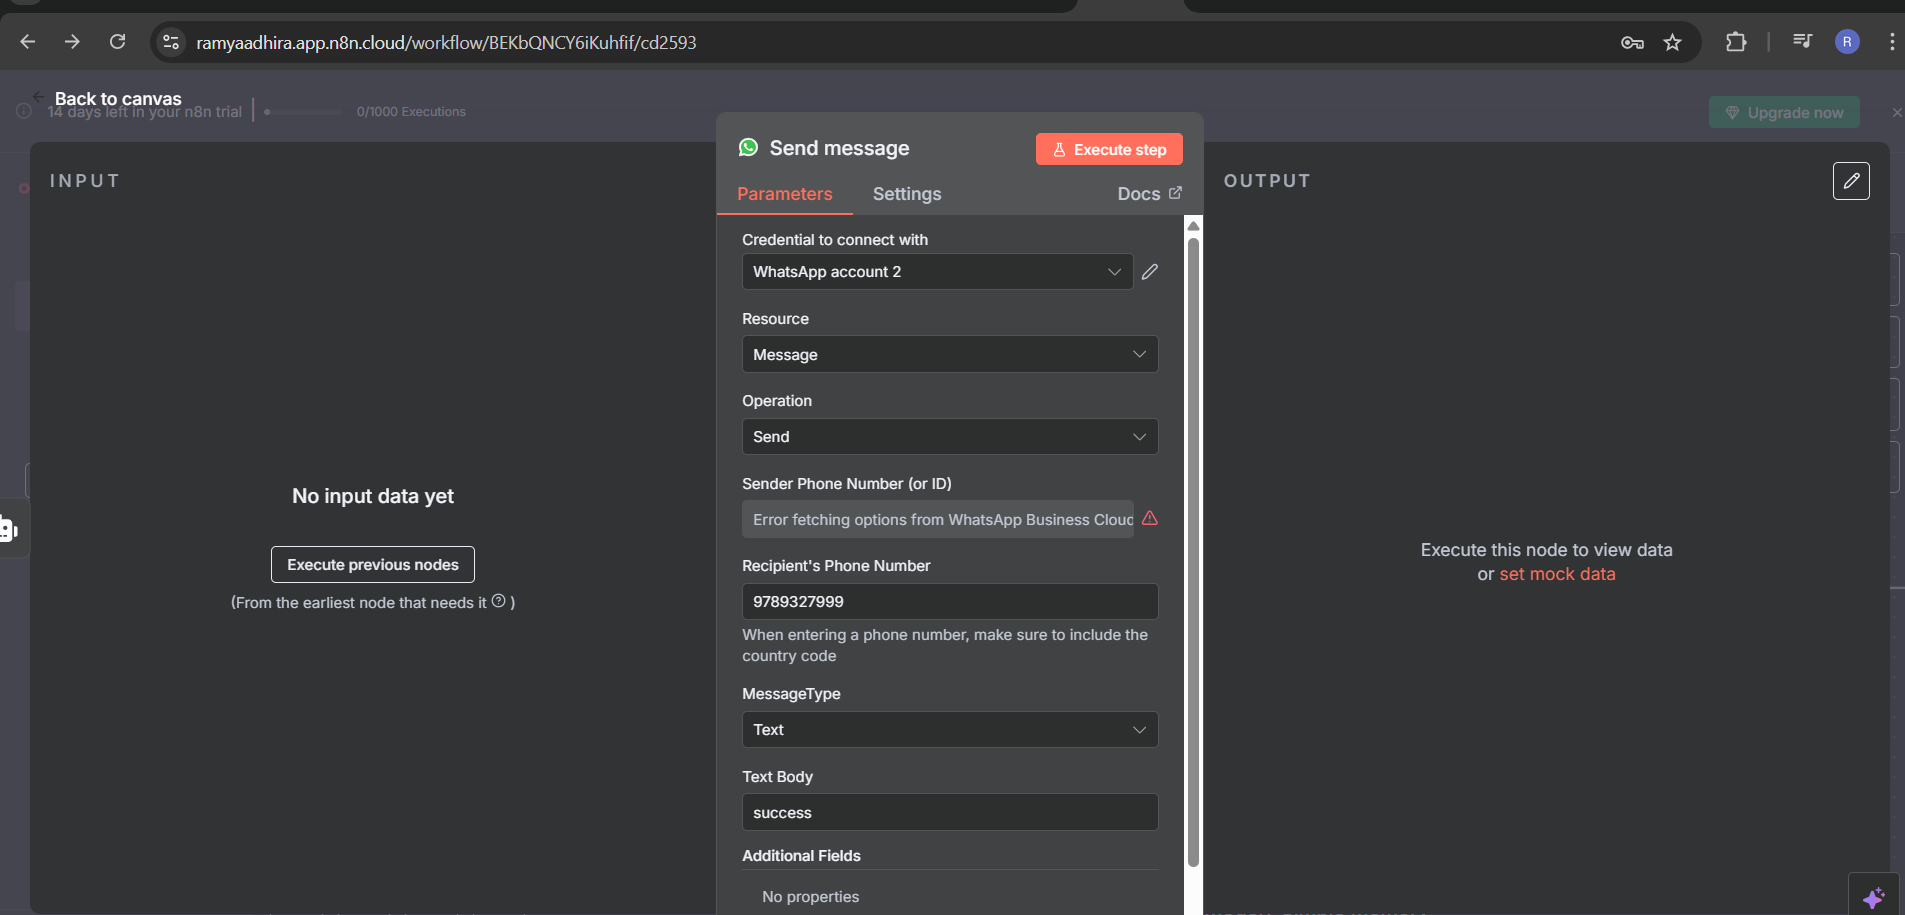 ramyaadhira.app.n8n.cloud/workflow/BEKbQNCY6iKuhfif/cd2593
R
Back to canvas
14 days left in your n8n trial
0/1000 Executions
Upgrade now
INPUT
Send message
Execute step
OUTPUT
Parameters
Settings
Docs
Credential to connect with
WhatsApp account 2
Resource
Message
Operation
Send
Sender Phone Number (or ID)
Error fetching options from WhatsApp Business Cloud
Recipient's Phone Number
9789327999
When entering a phone number, make sure to include the
country code
MessageType
Text
Text Body
success
Additional Fields
No properties
No input data yet
Execute previous nodes
(From the earliest node that needs it ? )
Execute this node to view data
or set mock data